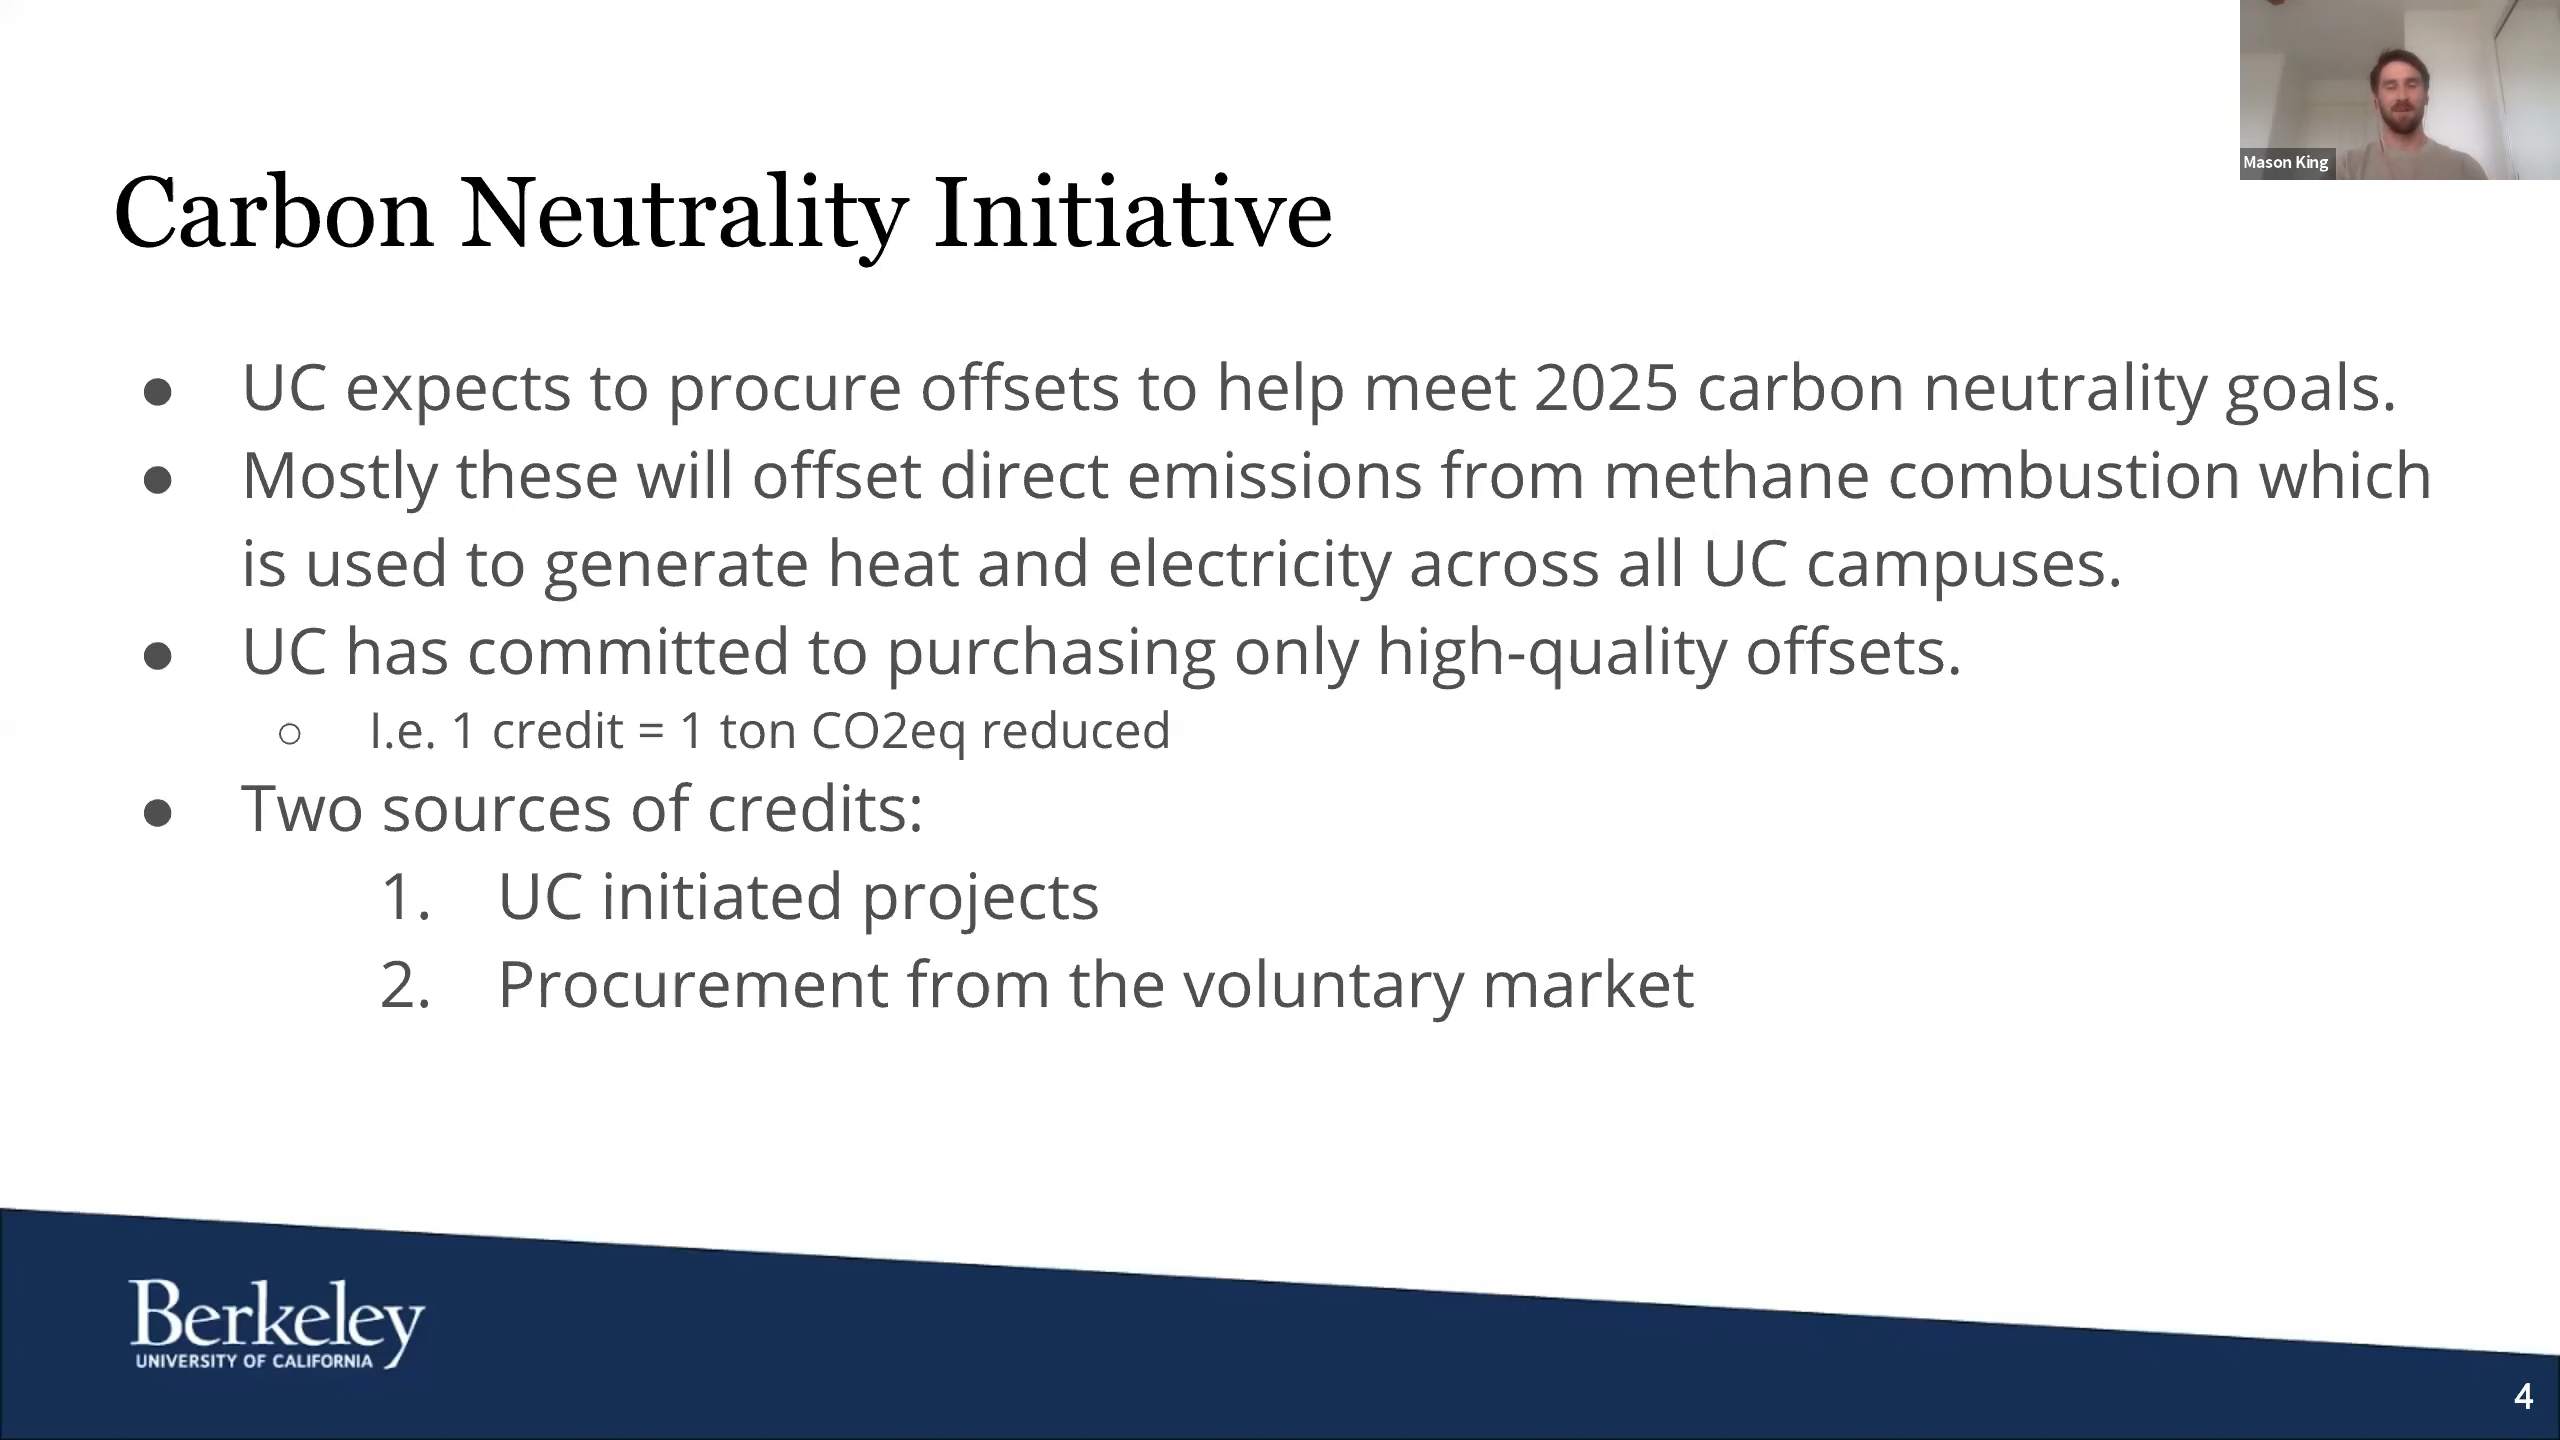 Mason King
Carbon Neutrality Initiative
● UC expects to procure offsets to help meet 2025 carbon neutrality goals.
● Mostly these will offset direct emissions from methane combustion which
is used to generate heat and electricity across all UC campuses.
● UC has committed to purchasing only high-quality offsets.
○ I.e. 1 credit = 1 ton CO2eq reduced
● Two sources of credits:
1. UC initiated projects
2. Procurement from the voluntary market
Berkeley
UNIVERSITY OF CALIFORNIA
4